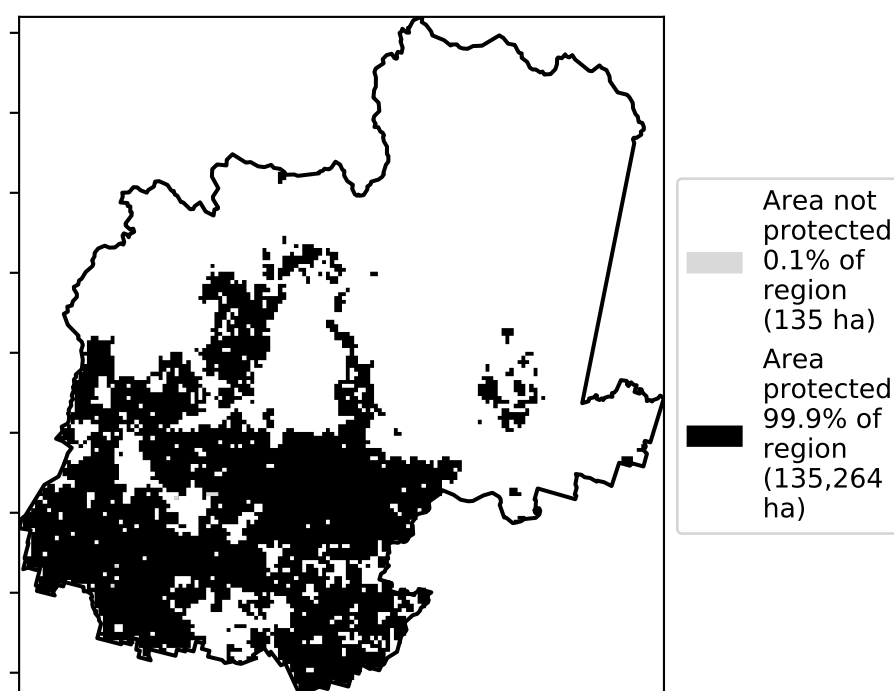 Area not
protected
0.1% of
region
(135 ha)
Area
protected
99.9% of
region
(135,264
ha)